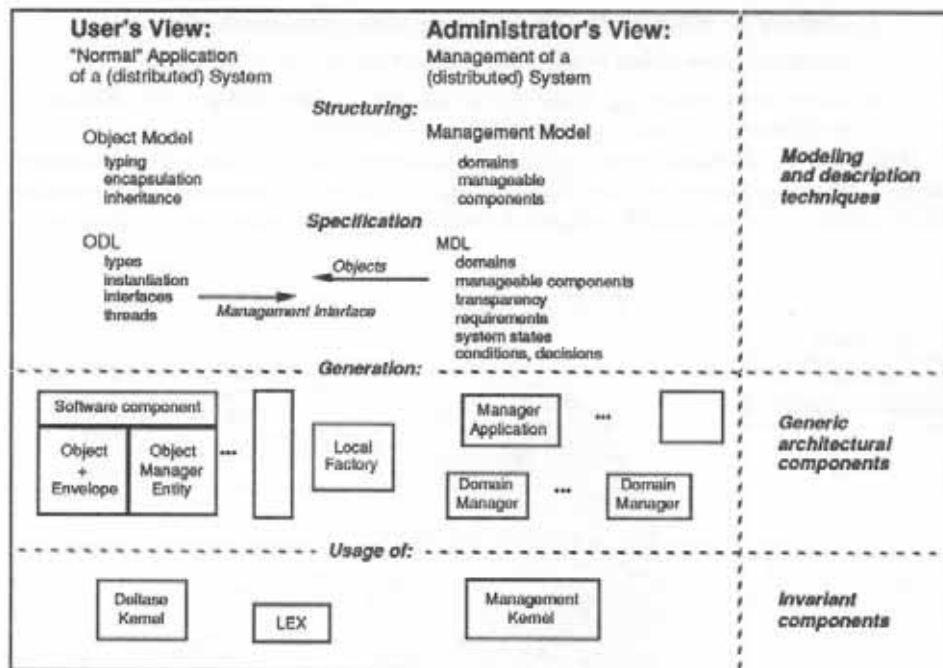 User's View:
"Normal" Application
of a (distributed) System
Administrator's View:
Management of a
(distributed) System
Structuring:
Object Model
typing
encapsulation
inheritance
Management Model
domains
manageable
components
Modeling
and description
techniques
Specification
ODL
types
instantiation
interfaces
threads
Objects
Management Interface
MDL
domains
manageable components
transparency
requirements
system states
conditions, decisions
Generation:
Software component
Object
+
Envelope
Object
Manager
Entity
...
Local
Factory
Manager
Application
...
Domain
Manager
...
Domain
Manager
Generic
architectural
components
Usage of:
Deltase
Kernel
LEX
Management
Kernel
Invariant
components